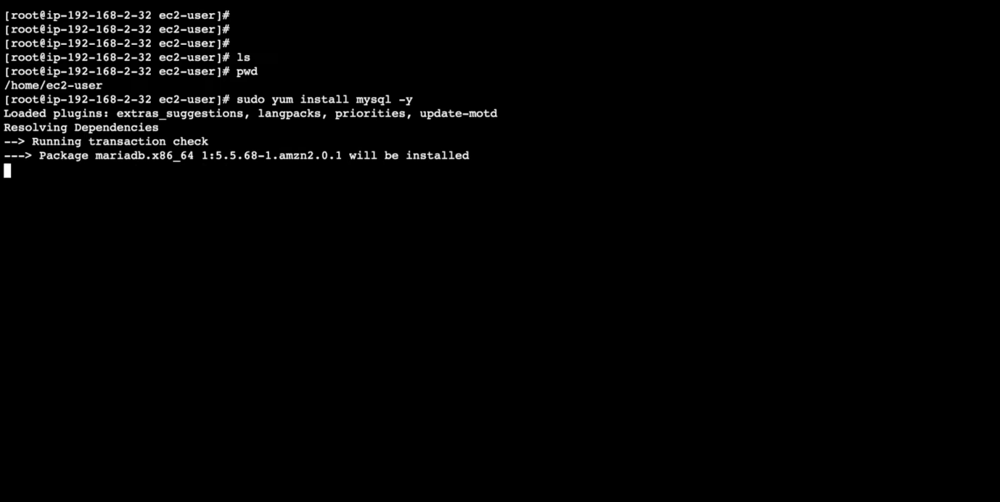 [root@ip-192-168-2-32 ec2-user]#
[root@ip-192-168-2-32 ec2-user]#
[root@ip-192-168-2-32 ec2-user]#
[root@ip-192-168-2-32 ec2-user]# ls
[root@ip-192-168-2-32 ec2-user]# pwd
/home/ec2-user
[root@ip-192-168-2-32 ec2-user]# sudo yum install mysql -y
Loaded plugins: extras_suggestions, langpacks, priorities, update-motd
Resolving Dependencies
--> Running transaction check
---> Package mariadb.x86_64 1:5.5.68-1.amzn2.0.1 will be installed